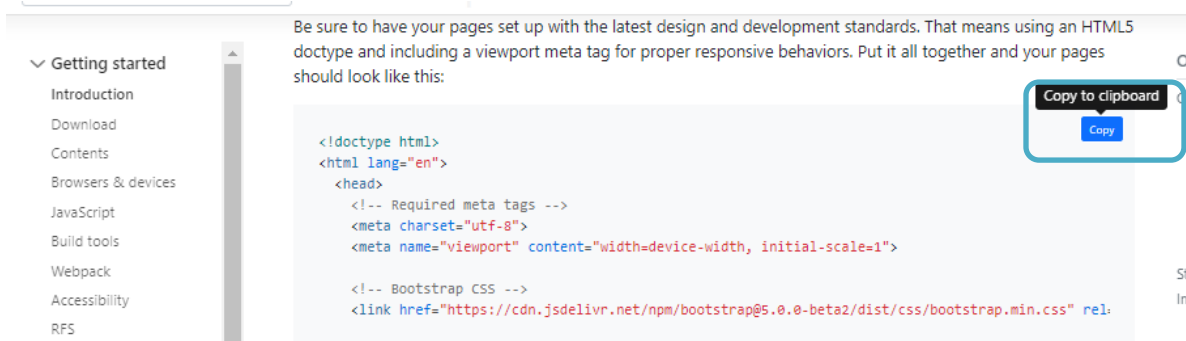 Be sure to have your pages set up with the latest design and development standards. That means using an HTML5
doctype and including a viewport meta tag for proper responsive behaviors. Put it all together and your pages
should look like this:
Getting started
Introduction
Download
Contents
Browsers & devices
JavaScript
Build tools
Webpack
Accessibility
RFS
Copy to clipboard
Copy
<!doctype html>
<html lang="en">
<head>
<!-- Required meta tags -->
<meta charset="utf-8">
<meta name="viewport" content="width=device-width, initial-scale=1">
<!-- Bootstrap CSS -->
<link href="https://cdn.jsdelivr.net/npm/bootstrap@5.0.0-beta2/dist/css/bootstrap.min.css" rel